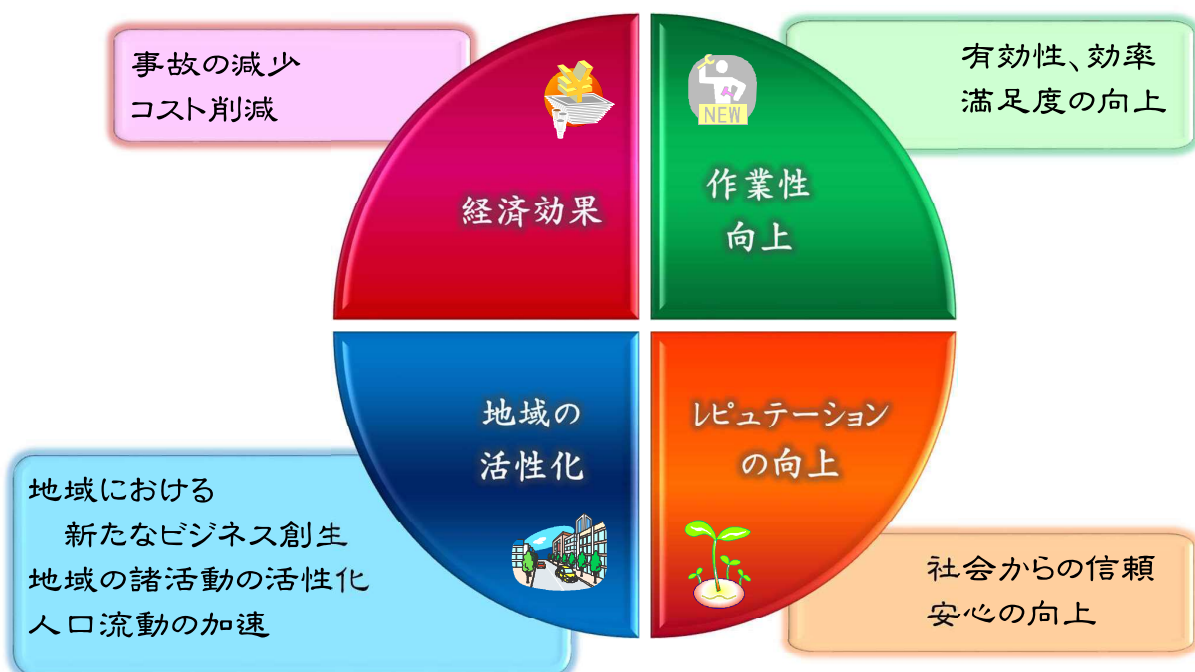 事故の減少
コスト削減
経済効果
NEW
作業性
向上
有効性、効率
満足度の向上
地域の
活性化
地域における
新たなビジネス創生
地域の諸活動の活性化
人口流動の加速
レピュテーション
の向上
社会からの信頼
安心の向上